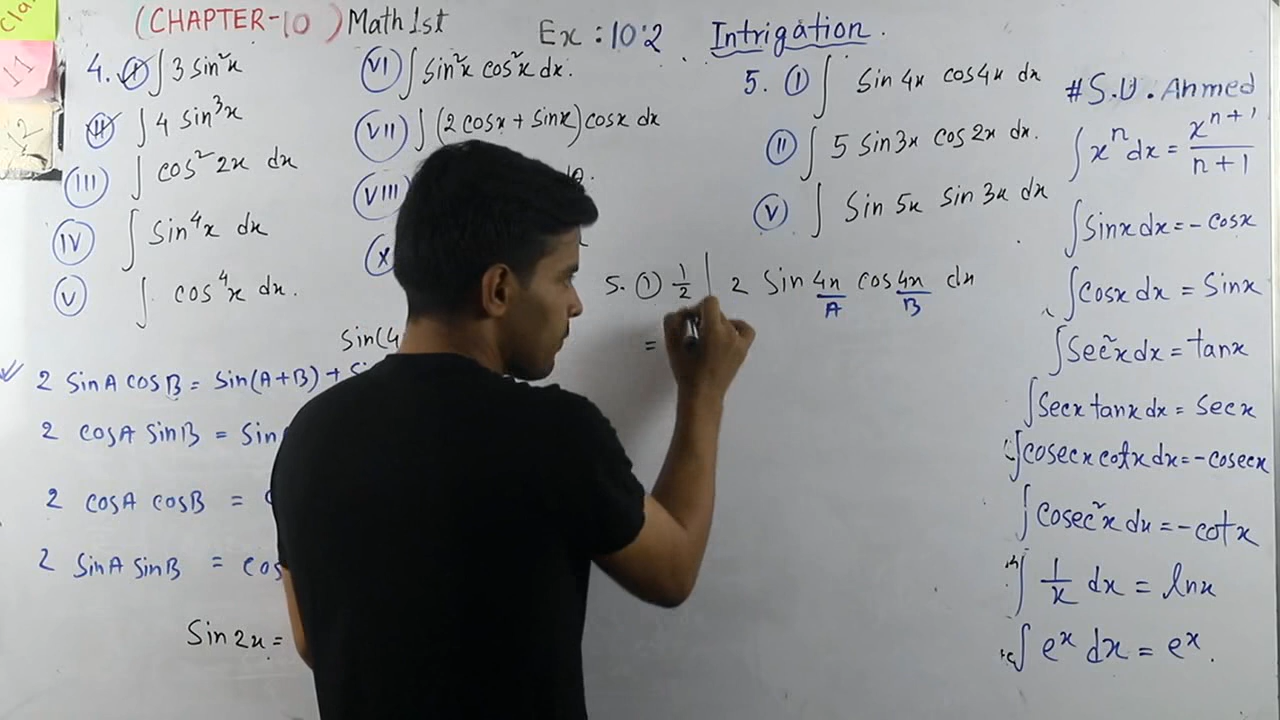 Cla
11
12
(CHAPTER-10) Math 1st
Ex : 10.2 Intrigation.
4. (I) ∫ 3 sin²x
(II) ∫ 4 sin³x
(III) ∫ cos² 2x dx
(IV) ∫ Sin⁴x dx
(V) ∫ cos⁴x dx.
(VI) ∫ Sin²x cos²x dx.
(VII) ∫ (2 cosx + sinx) cosx dx
(VIII)
(X
5. (I) ∫ Sin 4x cos4x dx
(II) ∫ 5 sin3x cos 2x dx.
(V) ∫ Sin 5x sin 3x dx
5. (I) 1/2 ∫ 2 Sin 4x cos 4x dx
A B
=
Sin(4
2 SinA cosB = Sin(A+B) +
2 cosA SinB = Sin
2 cosA cosB =
2 SinA SinB = cos
Sin 2x =
#S.U.Ahmed
∫ xⁿ dx = xⁿ⁺¹/n+1
∫ Sinx dx = - cosx
∫ cosx dx = Sinx
∫ Sec²x dx = tanx
∫ Secx tanx dx = Secx
∫ cosecx cotx dx = - cosecx
∫ cosec²x dx = - cotx
∫ 1/x dx = lnx
∫ eˣ dx = eˣ.